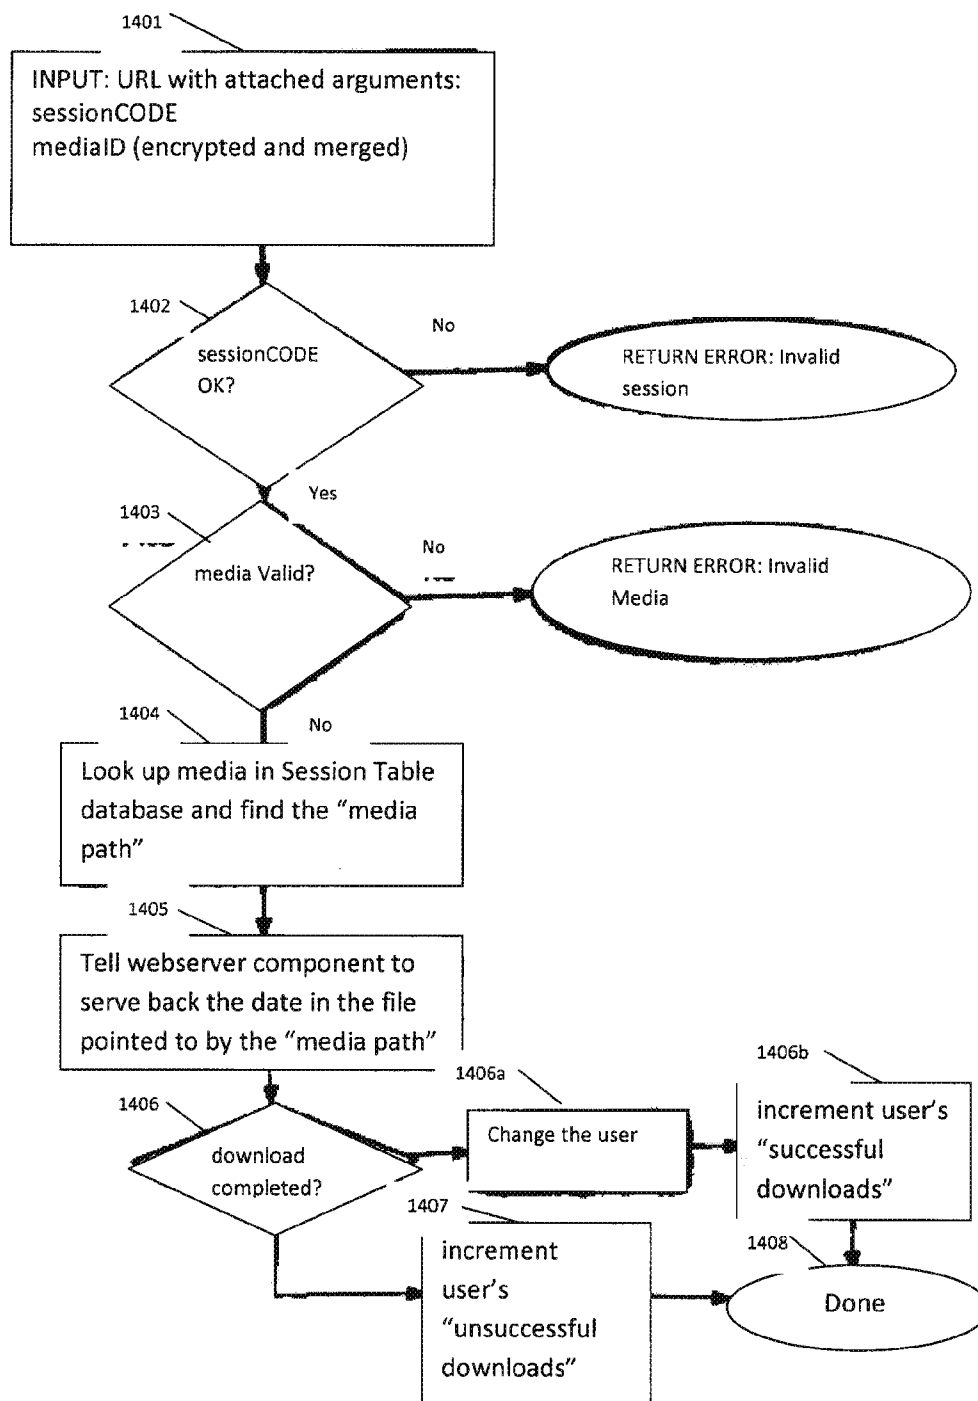 1401
INPUT: URL with attached arguments:
sessionCODE
mediaID (encrypted and merged)
1402
sessionCODE
OK?
No
RETURN ERROR: Invalid
session
Yes
1403
media Valid?
No
RETURN ERROR: Invalid
Media
No
1404
Look up media in Session Table
database and find the “media
path”
1405
Tell webserver component to
serve back the date in the file
pointed to by the “media path”
1406
download
completed?
1406a
Change the user
1406b
increment user's
“successful
downloads”
1407
increment
user's
“unsuccessful
downloads”
1408
Done